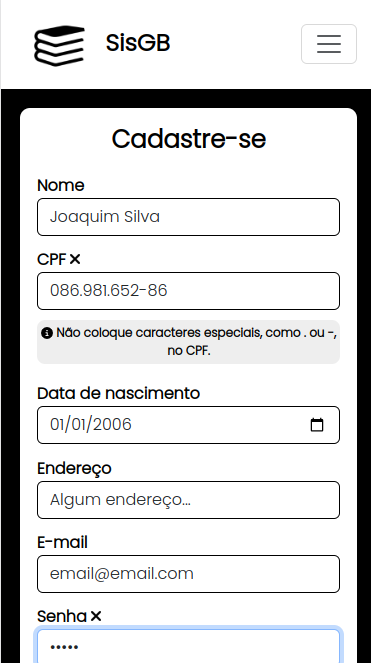 SisGB
Cadastre-se
Nome
Joaquim Silva
CPF
086.981.652-86
Não coloque caracteres especiais, como . ou -,
no CPF.
Data de nascimento
01/01/2006
Endereço
Algum endereço...
E-mail
email@email.com
Senha
•••••